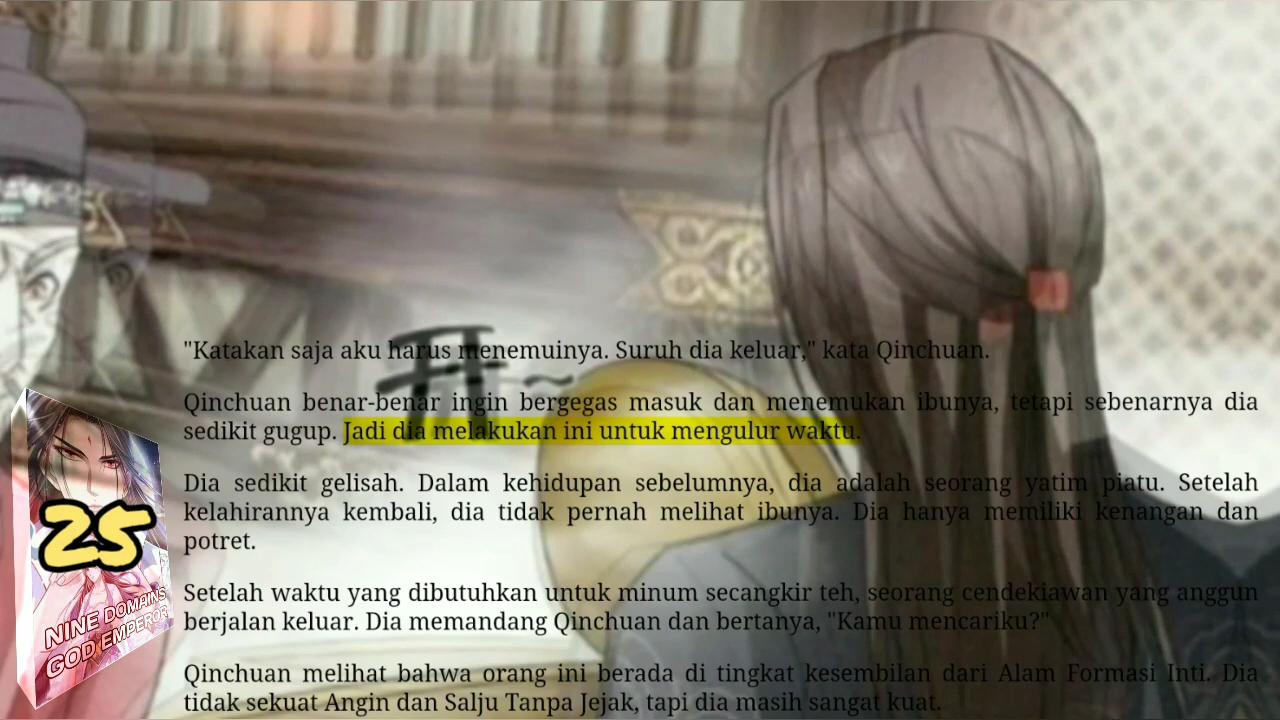 "Katakan saja aku harus menemuinya. Suruh dia keluar," kata Qinchuan.
Qinchuan benar-benar ingin bergegas masuk dan menemukan ibunya, tetapi sebenarnya dia
sedikit gugup. Jadi dia melakukan ini untuk mengulur waktu.
Dia sedikit gelisah. Dalam kehidupan sebelumnya, dia adalah seorang yatim piatu. Setelah
kelahirannya kembali, dia tidak pernah melihat ibunya. Dia hanya memiliki kenangan dan
potret.
Setelah waktu yang dibutuhkan untuk minum secangkir teh, seorang cendekiawan yang anggun
berjalan keluar. Dia memandang Qinchuan dan bertanya, "Kamu mencariku?"
Qinchuan melihat bahwa orang ini berada di tingkat kesembilan dari Alam Formasi Inti. Dia
tidak sekuat Angin dan Salju Tanpa Jejak, tapi dia masih sangat kuat.
25
NINE DOMAINS
GOD EMPEROR